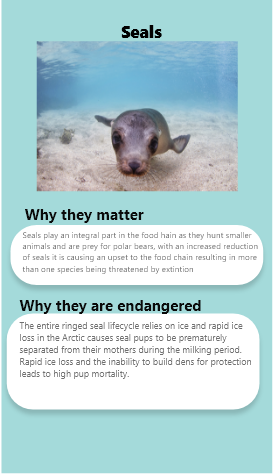 Seals
Why they matter
Seals play an integral part in the food hain as they hunt smaller
animals and are prey for polar bears, with an increased reduction
of seals it is causing an upset to the food chain resulting in more
than one species being threatened by extintion
Why they are endangered
The entire ringed seal lifecycle relies on ice and rapid ice
loss in the Arctic causes seal pups to be prematurely
separated from their mothers during the milking period.
Rapid ice loss and the inability to build dens for protection
leads to high pup mortality.